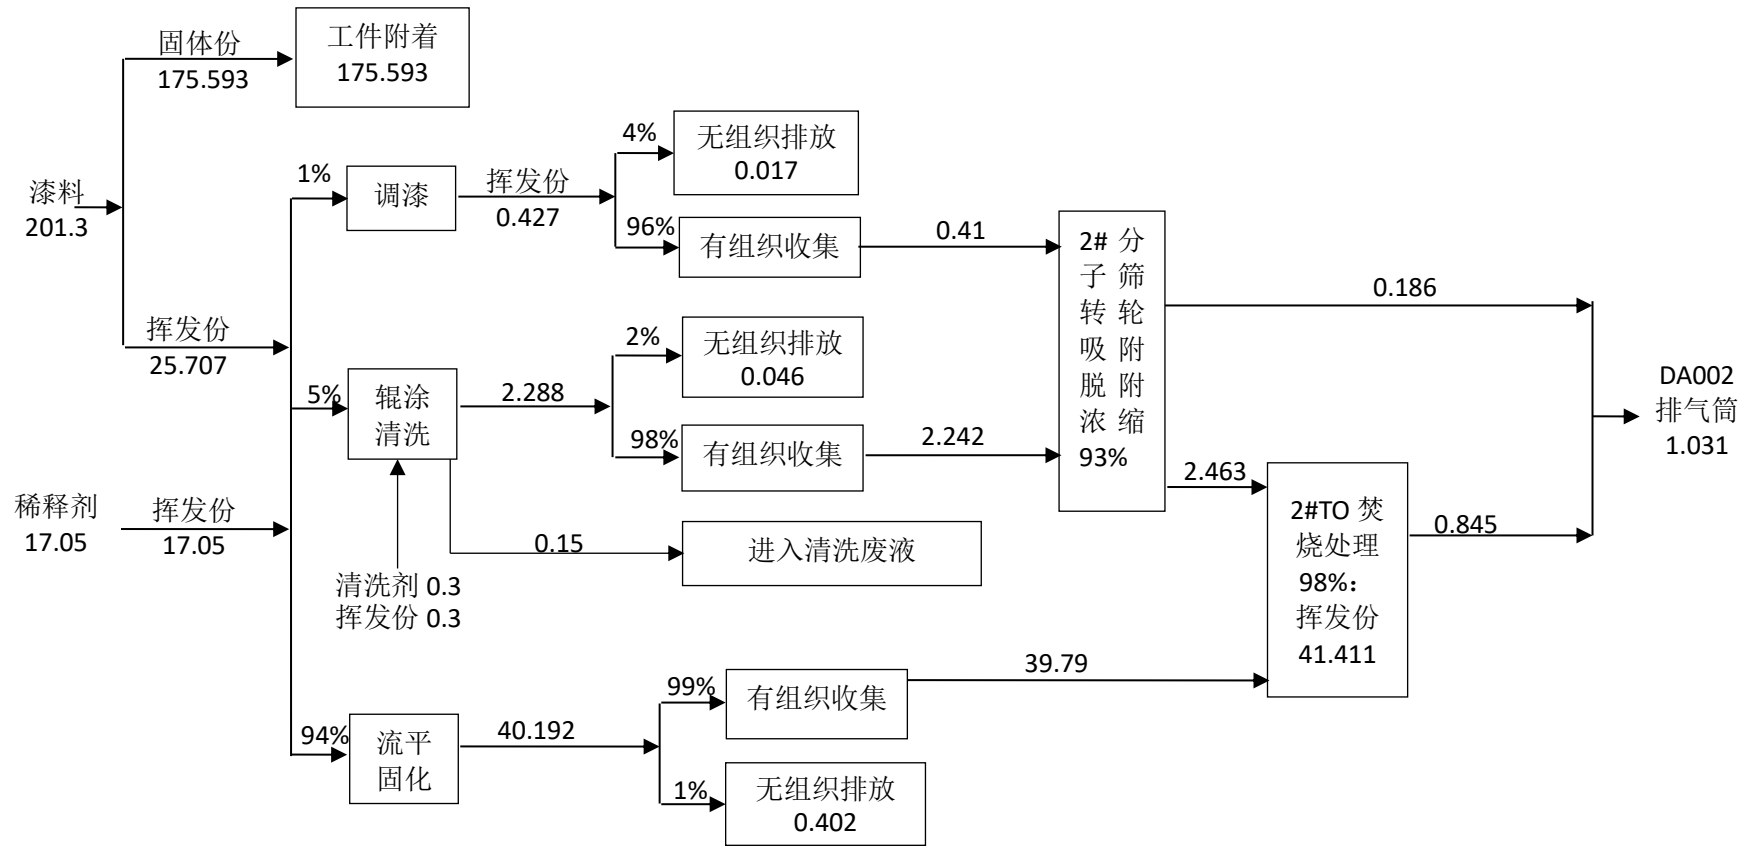 固体份
175.593
工件附着
175.593
漆料
201.3
挥发份
25.707
稀释剂
17.05
挥发份
17.05
1%
调漆
挥发份
0.427
4%
无组织排放
0.017
96%
有组织收集
0.41
5%
辊涂
清洗
2.288
2%
无组织排放
0.046
98%
有组织收集
2.242
0.15
进入清洗废液
清洗剂 0.3
挥发份 0.3
94%
流平
固化
40.192
99%
有组织收集
39.79
1%
无组织排放
0.402
2# 分
子 筛
转 轮
吸 附
脱 附
浓 缩
93%
0.186
2.463
2#TO 焚
烧处理
98%：
挥发份
41.411
0.845
DA002
排气筒
1.031